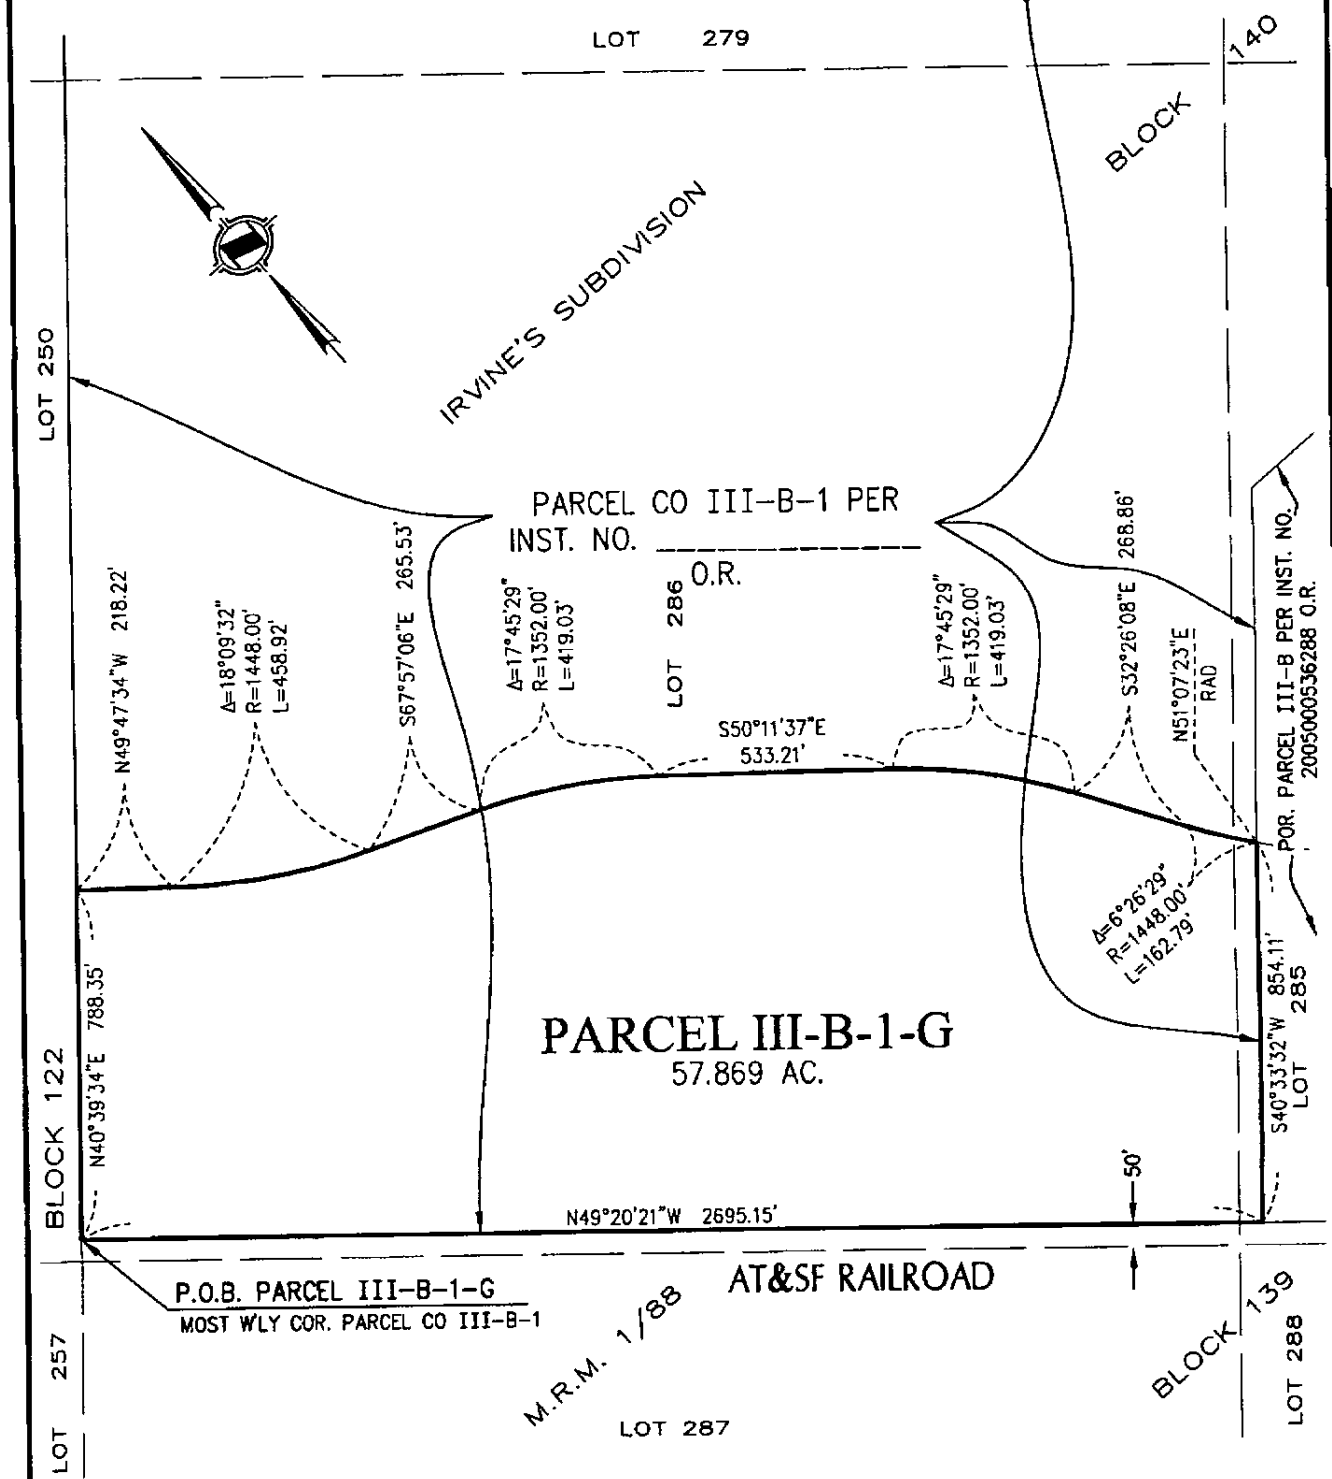 LOT 279
140
BLOCK
IRVINE'S SUBDIVISION
LOT 250
PARCEL CO III-B-1 PER
INST. NO. ____________
O.R.
LOT 286
N49°47'34"W 218.22'
Δ=18°09'32"
R=1448.00'
L=458.92'
S67°57'06"E 265.53'
Δ=17°45'29"
R=1352.00'
L=419.03'
S50°11'37"E
533.21'
Δ=17°45'29"
R=1352.00'
L=419.03'
S32°26'08"E 268.86'
N51°07'23"E
RAD
POR. PARCEL III-B PER INST. NO.
2005000536288 O.R.
Δ=6°26'29"
R=1448.00'
L=162.79'
S40°33'32"W 854.11'
LOT 285
PARCEL III-B-1-G
57.869 AC.
BLOCK 122
N40°39'34"E 788.35'
50'
N49°20'21"W 2695.15'
P.O.B. PARCEL III-B-1-G
MOST W'LY COR. PARCEL CO III-B-1
AT&SF RAILROAD
M.R.M. 1/88
BLOCK 139
LOT 257
LOT 287
LOT 288